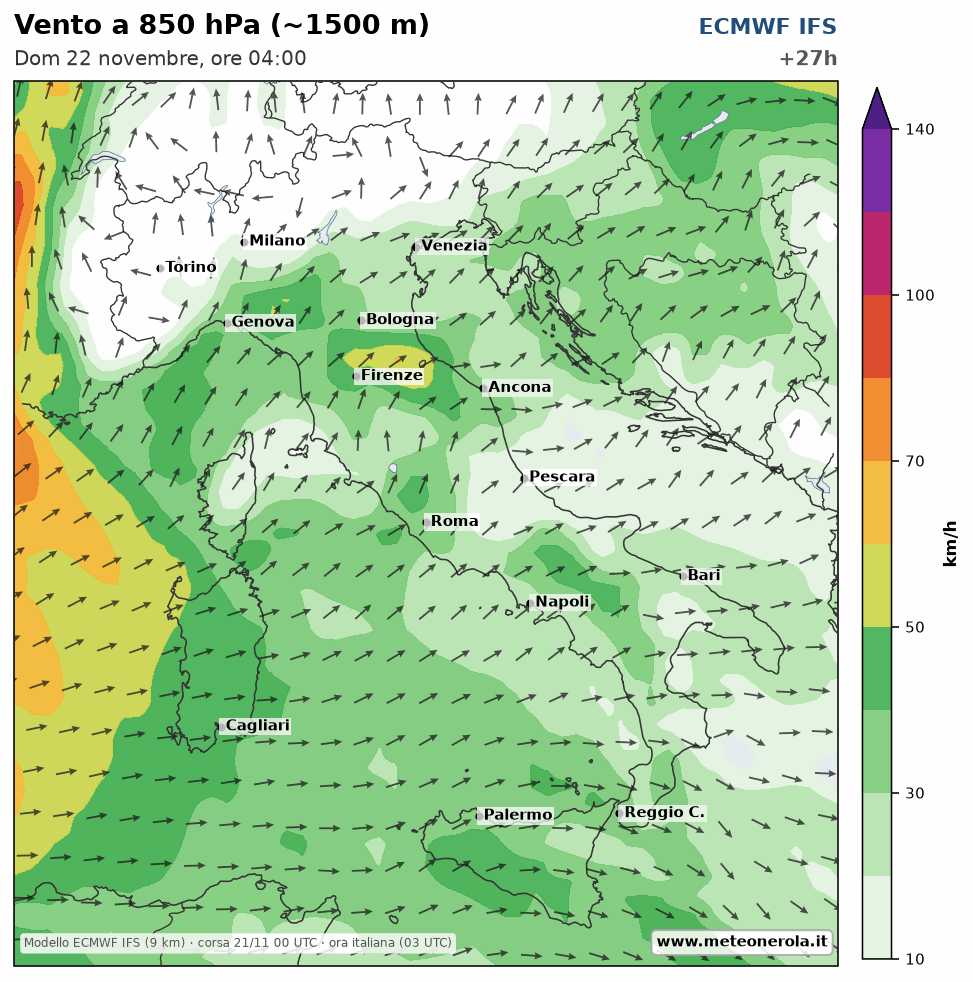 Vento a 850 hPa (~1500 m)
ECMWF IFS
Dom 22 novembre, ore 04:00
+27h
Milano
Venezia
Torino
Genova
Bologna
Firenze
Ancona
Pescara
Roma
Bari
Napoli
Cagliari
Palermo
Reggio C.
140
100
70
50
30
10
km/h
Modello ECMWF IFS (9 km) · corsa 21/11 00 UTC · ora italiana (03 UTC)
www.meteonerola.it